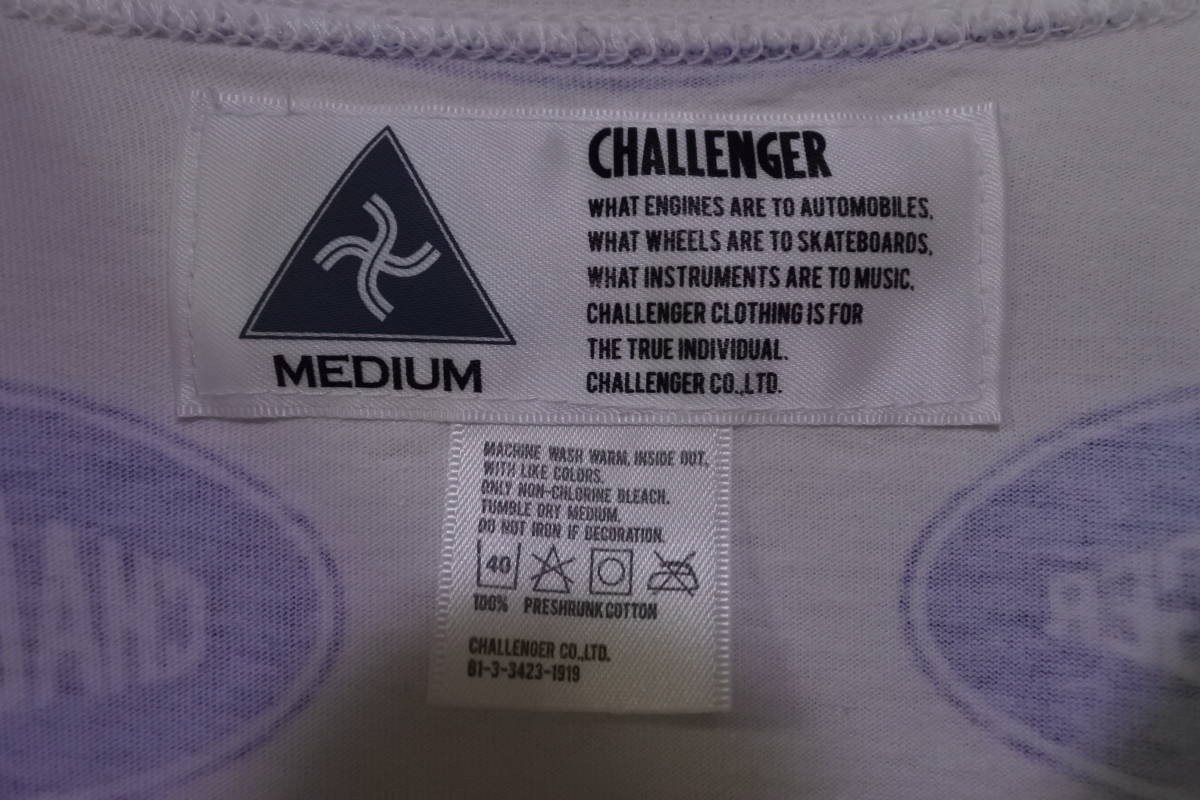 CHALLENGER
WHAT ENGINES ARE TO AUTOMOBILES,
WHAT WHEELS ARE TO SKATEBOARDS,
WHAT INSTRUMENTS ARE TO MUSIC,
CHALLENGER CLOTHING IS FOR
THE TRUE INDIVIDUAL.
CHALLENGER CO.,LTD.
MEDIUM
MACHINE WASH WARM, INSIDE OUT,
WITH LIKE COLORS.
ONLY NON-CHLORINE BLEACH.
TUMBLE DRY MEDIUM.
DO NOT IRON IF DECORATION.
40
100% PRESHRUNK COTTON
CHALLENGER CO.,LTD.
81-3-3423-1919